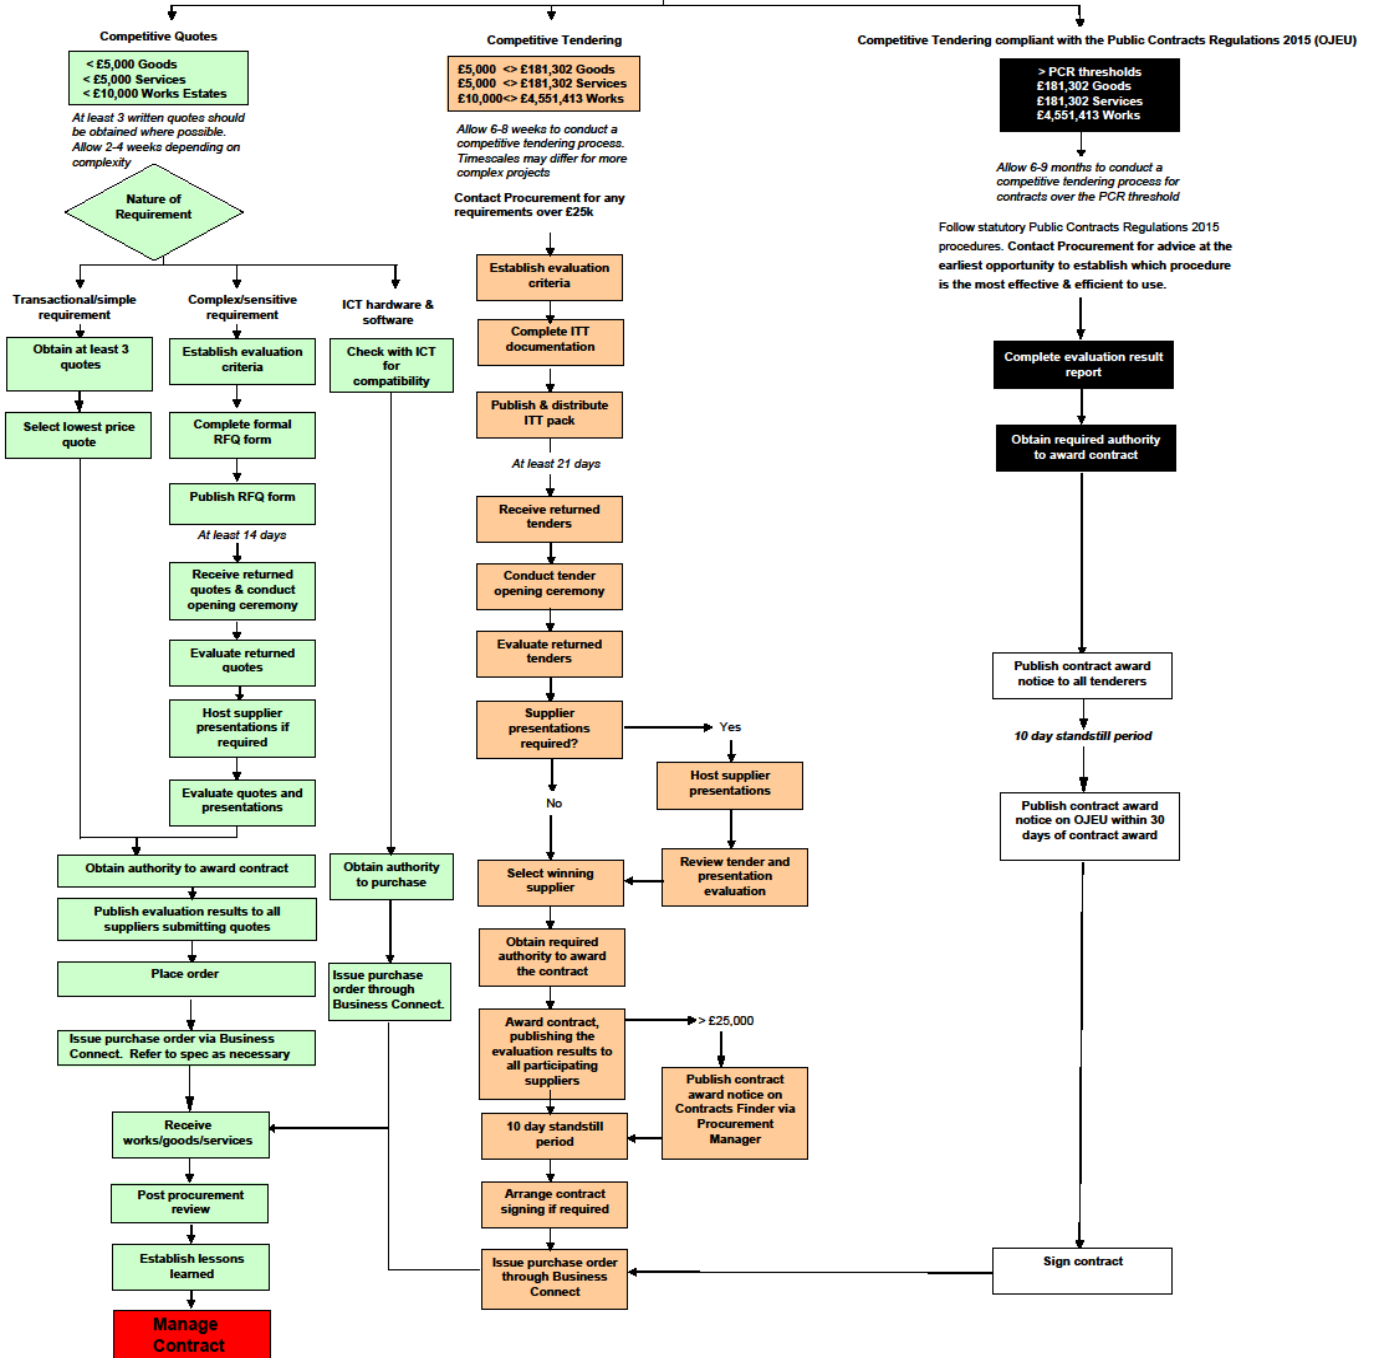 Competitive Quotes
< £5,000 Goods
< £5,000 Services
< £10,000 Works Estates
At least 3 written quotes should
be obtained where possible.
Allow 2-4 weeks depending on
complexity
Nature of
Requirement
Transactional/simple
requirement
Obtain at least 3
quotes
Select lowest price
quote
Complex/sensitive
requirement
Establish evaluation
criteria
Complete formal
RFQ form
Publish RFQ form
At least 14 days
Receive returned
quotes & conduct
opening ceremony
Evaluate returned
quotes
Host supplier
presentations if
required
Evaluate quotes and
presentations
ICT hardware &
software
Check with ICT
for
compatibility
Obtain authority
to purchase
Issue purchase
order through
Business Connect.
Obtain authority to award contract
Publish evaluation results to all
suppliers submitting quotes
Place order
Issue purchase order via Business
Connect. Refer to spec as necessary
Receive
works/goods/services
Post procurement
review
Establish lessons
learned
Manage
Contract
Competitive Tendering
£5,000 <> £181,302 Goods
£5,000 <> £181,302 Services
£10,000<> £4,551,413 Works
Allow 6-8 weeks to conduct a
competitive tendering process.
Timescales may differ for more
complex projects
Contact Procurement for any
requirements over £25k
Establish evaluation
criteria
Complete ITT
documentation
Publish & distribute
ITT pack
At least 21 days
Receive returned
tenders
Conduct tender
opening ceremony
Evaluate returned
tenders
Supplier
presentations
required?
Yes
Host supplier
presentations
Review tender and
presentation
evaluation
No
Select winning
supplier
Obtain required
authority to award
the contract
Award contract,
publishing the
evaluation results to
all participating
suppliers
> £25,000
Publish contract
award notice on
Contracts Finder via
Procurement
Manager
10 day standstill
period
Arrange contract
signing if required
Issue purchase order
through Business
Connect
Competitive Tendering compliant with the Public Contracts Regulations 2015 (OJEU)
> PCR thresholds
£181,302 Goods
£181,302 Services
£4,551,413 Works
Allow 6-9 months to conduct a
competitive tendering process for
contracts over the PCR threshold
Follow statutory Public Contracts Regulations 2015
procedures. Contact Procurement for advice at the
earliest opportunity to establish which procedure
is the most effective & efficient to use.
Complete evaluation result
report
Obtain required authority
to award contract
Publish contract award
notice to all tenderers
10 day standstill period
Publish contract award
notice on OJEU within 30
days of contract award
Sign contract